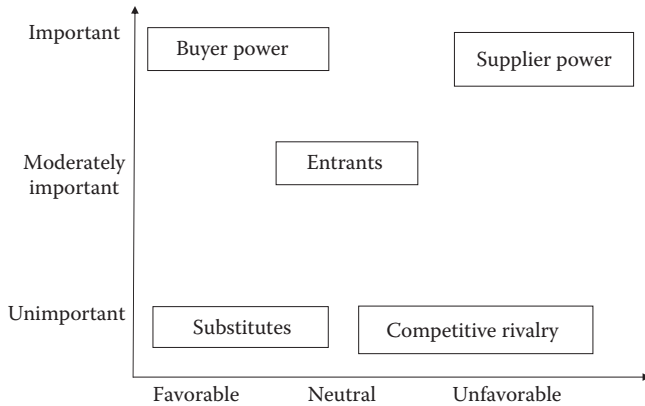 Important
Buyer power
Supplier power
Moderately
important
Entrants
Unimportant
Substitutes
Competitive rivalry
Favorable
Neutral
Unfavorable